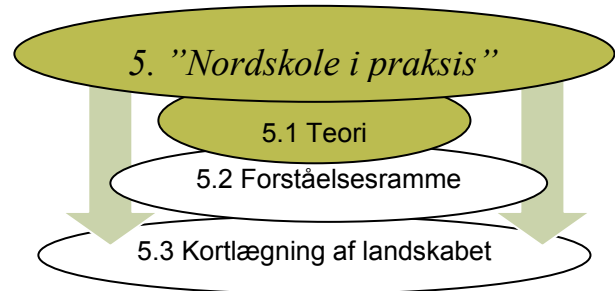 5. ”Nordskole i praksis”
5.1 Teori
5.2 Forståelsesramme
5.3 Kortlægning af landskabet